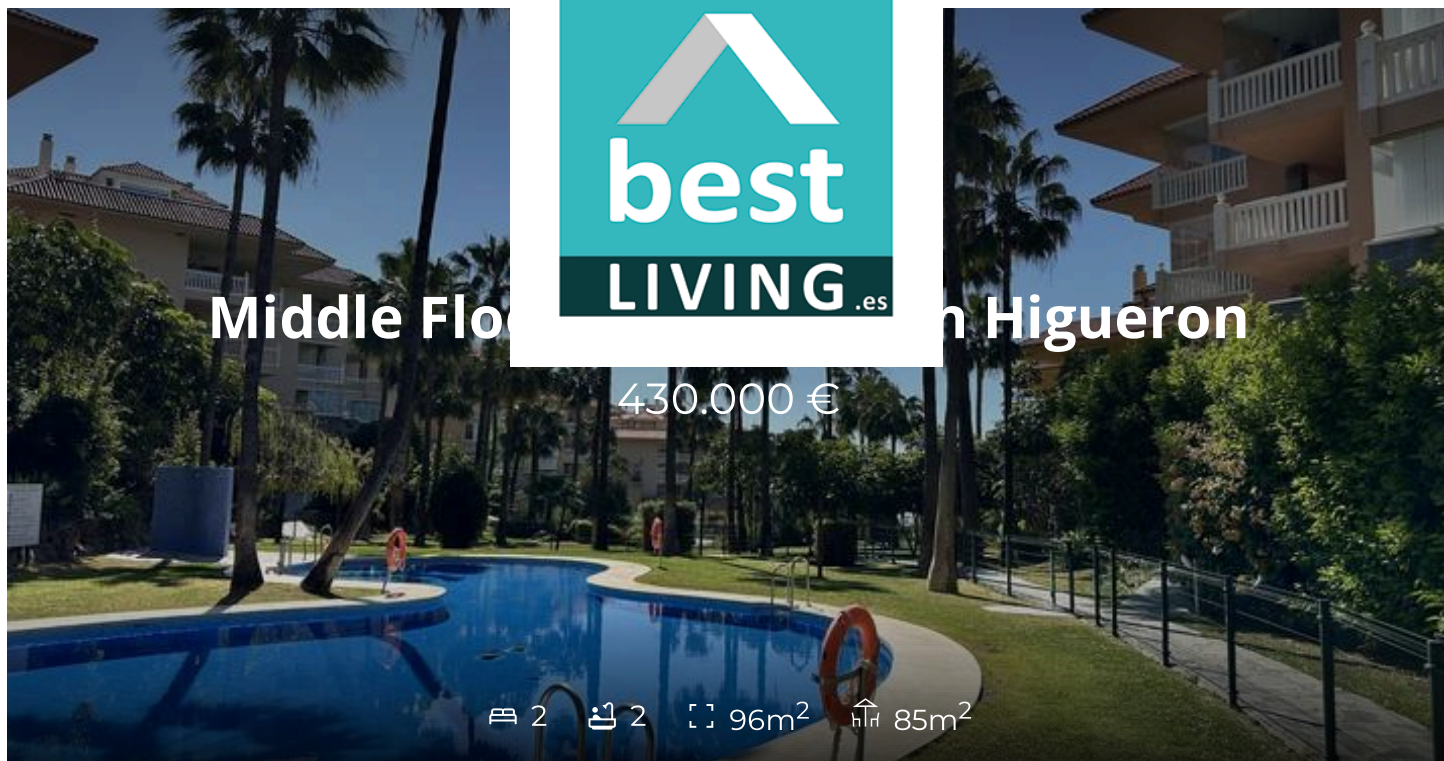 best
LIVING.es
Middle Flo n Higueron
430.000 €
2 2 96m² 85m²